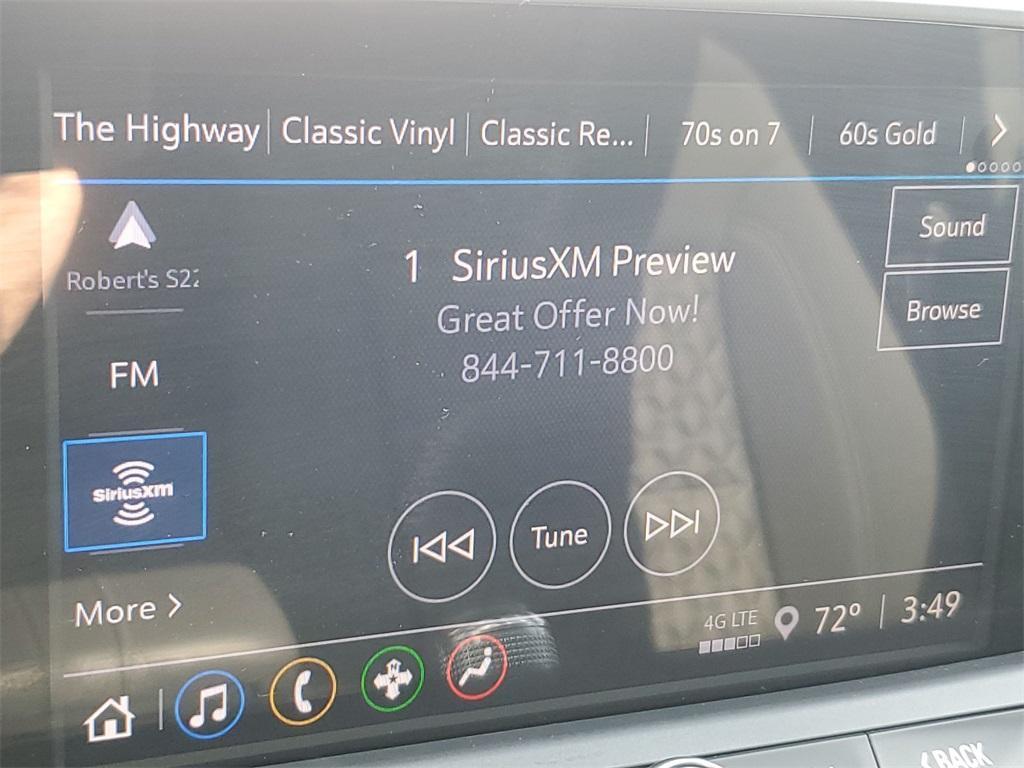 The Highway
Classic Vinyl
Classic Re...
70s on 7
60s Gold
Robert's S22
Sound
1 SiriusXM Preview
Great Offer Now!
Browse
844-711-8800
FM
SiriusXM
Tune
More
4G LTE
72°
3:49
N
BACK